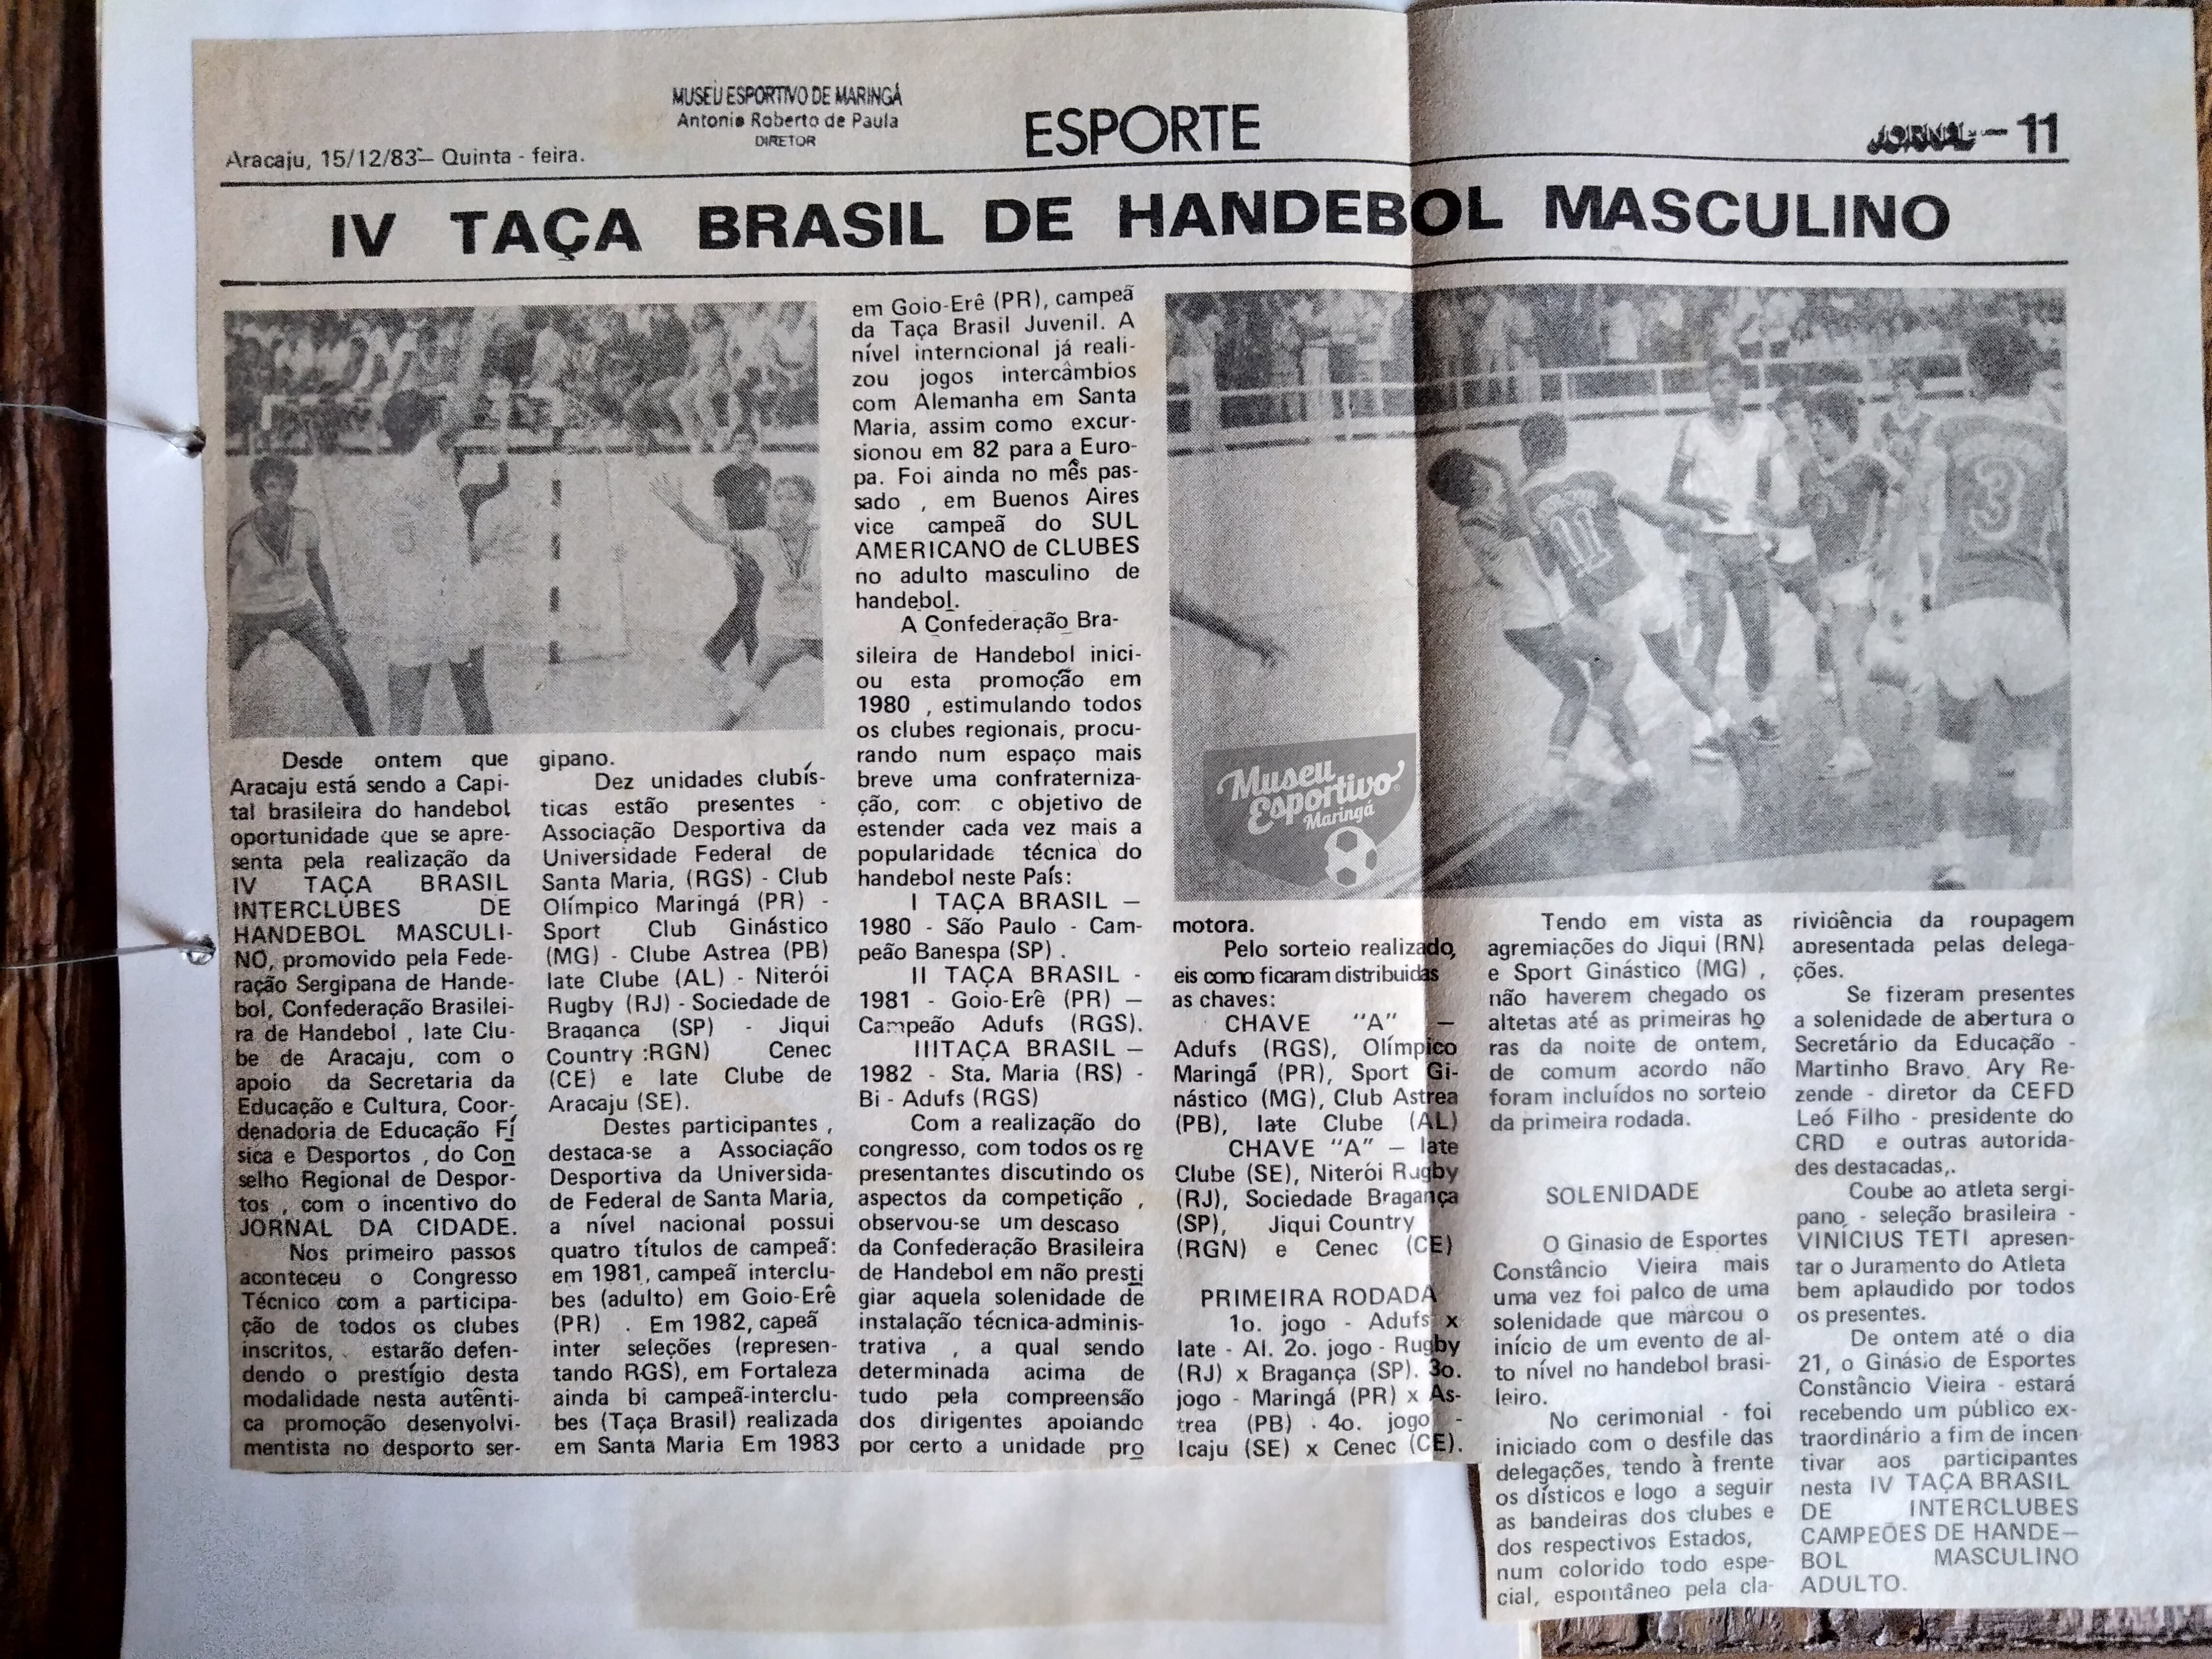 MUSEU ESPORTIVO DE MARINGÁ
Antonio Roberto de Paula
DIRETOR
Aracaju, 15/12/83 - Quinta - feira.
ESPORTE
JORNAL - 11
IV TAÇA BRASIL DE HANDEBOL MASCULINO
Desde ontem que
Aracaju está sendo a Capi-
tal brasileira do handebol
oportunidade que se apre-
senta pela realização da
IV TAÇA BRASIL
INTERCLUBES DE
HANDEBOL MASCULI-
NO, promovido pela Fede-
ração Sergipana de Hande-
bol, Confederação Brasilei-
ra de Handebol , Iate Clu-
be de Aracaju, com o
apoio da Secretaria da
Educação e Cultura, Coor-
denadoria de Educação Fí
sica e Desportos , do Con
selho Regional de Despor-
tos , com o incentivo do
JORNAL DA CIDADE.
Nos primeiro passos
aconteceu o Congresso
Técnico com a participa-
ção de todos os clubes
inscritos, estarão defen-
dendo o prestígio desta
modalidade nesta autênti-
ca promoção desenvolvi-
mentista no desporto ser-
gipano.
Dez unidades clubís-
ticas estão presentes -
Associação Desportiva da
Universidade Federal de
Santa Maria, (RGS) - Club
Olímpico Maringá (PR) -
Sport Club Ginástico
(MG) - Clube Astrea (PB)
Iate Clube (AL) - Niterói
Rugby (RJ) - Sociedade de
Braganca (SP) - Jiqui
Country :RGN) Cenec
(CE) e Iate Clube de
Aracaju (SE).
Destes participantes ,
destaca-se a Associação
Desportiva da Universida-
de Federal de Santa Maria,
a nível nacional possui
quatro títulos de campeã:
em 1981, campeã interclu-
bes (adulto) em Goio-Erê
(PR) . Em 1982, capeã
inter seleções (represen-
tando RGS), em Fortaleza
ainda bi campeã-interclu-
bes (Taça Brasil) realizada
em Santa Maria Em 1983
em Goio-Erê (PR), campeã
da Taça Brasil Juvenil. A
nível interncional já reali-
zou jogos intercâmbios
com Alemanha em Santa
Maria, assim como excur-
sionou em 82 para a Euro-
pa. Foi ainda no mês pas-
sado , em Buenos Aires
vice campeã do SUL
AMERICANO de CLUBES
no adulto masculino de
handebol.
A Confederação Bra-
sileira de Handebol inici-
ou esta promoção em
1980 , estimulando todos
os clubes regionais, procu-
rando num espaço mais
breve uma confraterniza-
ção, com o objetivo de
estender cada vez mais a
popularidade técnica do
handebol neste País:
I TAÇA BRASIL —
1980 - São Paulo - Cam-
peão Banespa (SP) .
II TAÇA BRASIL -
1981 - Goio-Erê (PR) —
Campeão Adufs (RGS).
IIITAÇA BRASIL —
1982 - Sta. Maria (RS) -
Bi - Adufs (RGS)
Com a realização do
congresso, com todos os re
presentantes discutindo os
aspectos da competição ,
observou-se um descaso
da Confederação Brasileira
de Handebol em não presti
giar aquela solenidade de
instalação técnica-adminis-
trativa , a qual sendo
determinada acima de
tudo pela compreensão
dos dirigentes apoiando
por certo a unidade pro
motora.
Pelo sorteio realizado,
eis como ficaram distribuidas
as chaves:
CHAVE "A" —
Adufs (RGS), Olímpico
Maringá (PR), Sport Gi-
nástico (MG), Club Astrea
(PB), Iate Clube (AL)
CHAVE "A" — Iate
Clube (SE), Niterói Rugby
(RJ), Sociedade Bragança
(SP), Jiqui Country
(RGN) e Cenec (CE)
PRIMEIRA RODADA
1o. jogo - Adufs x
Iate - Al. 2o. jogo - Rugby
(RJ) x Bragança (SP). 3o.
jogo - Maringá (PR) x As-
trea (PB) . 4o. jogo -
Icaju (SE) x Cenec (CE).
Tendo em vista as
agremiações do Jiqui (RN)
e Sport Ginástico (MG) ,
não haverem chegado os
altetas até as primeiras ho
ras da noite de ontem,
de comum acordo não
foram incluídos no sorteio
da primeira rodada.
SOLENIDADE
O Ginasio de Esportes
Constâncio Vieira mais
uma vez foi palco de uma
solenidade que marcou o
início de um evento de al-
to nível no handebol brasi-
leiro.
No cerimonial - foi
iniciado com o desfile das
delegações, tendo à frente
os dísticos e logo a seguir
as bandeiras dos clubes e
dos respectivos Estados,
num colorido todo espe-
cial, espontâneo pela cla-
rividência da roupagem
apresentada pelas delega-
ções.
Se fizeram presentes
a solenidade de abertura o
Secretário da Educação -
Martinho Bravo. Ary Re-
zende - diretor da CEFD
Leó Filho - presidente do
CRD e outras autorida-
des destacadas,.
Coube ao atleta sergi-
pano - seleção brasileira -
VINÍCIUS TETI apresen-
tar o Juramento do Atleta
bem aplaudido por todos
os presentes.
De ontem até o dia
21, o Ginásio de Esportes
Constâncio Vieira - estará
recebendo um público ex-
traordinário a fim de incen
tivar aos participantes
nesta IV TAÇA BRASIL
DE INTERCLUBES
CAMPEÕES DE HANDE—
BOL MASCULINO
ADULTO.
11
3
Museu
Esportivo
Maringá